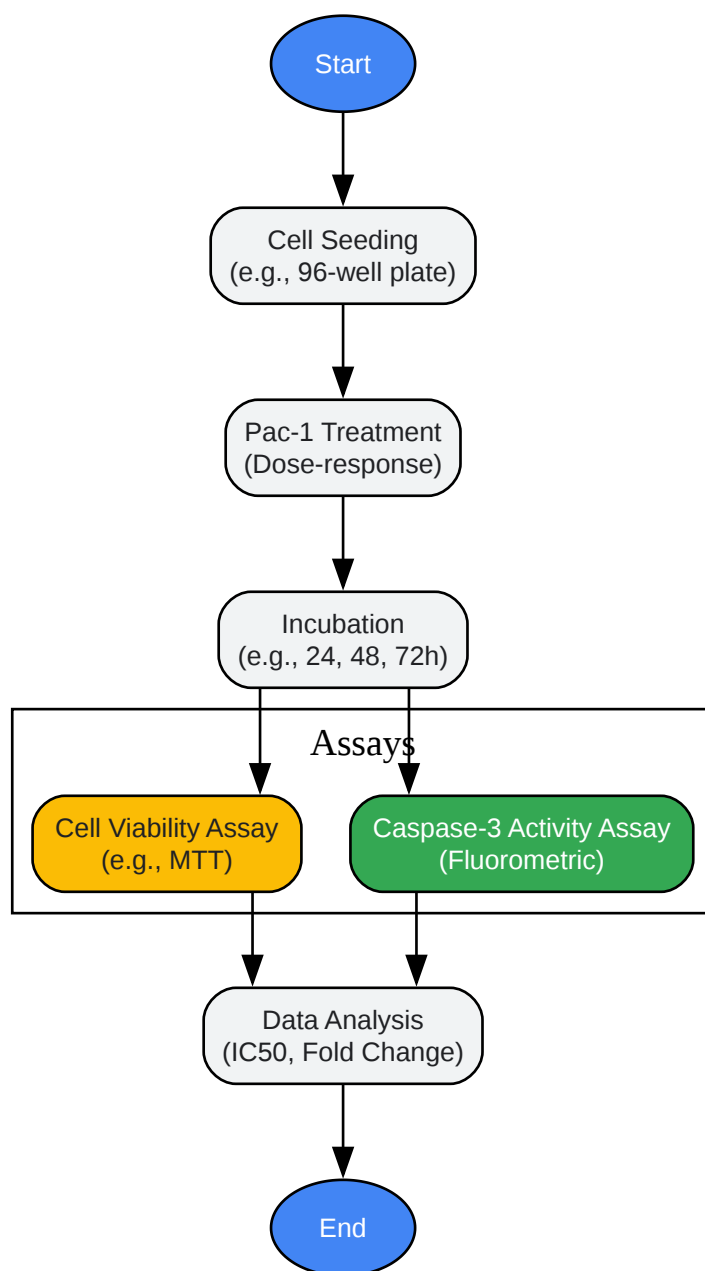 Start
Cell Seeding
(e.g., 96-well plate)
Pac-1 Treatment
(Dose-response)
Incubation
(e.g., 24, 48, 72h)
Assays
Cell Viability Assay
(e.g., MTT)
Caspase-3 Activity Assay
(Fluorometric)
Data Analysis
(IC50, Fold Change)
End